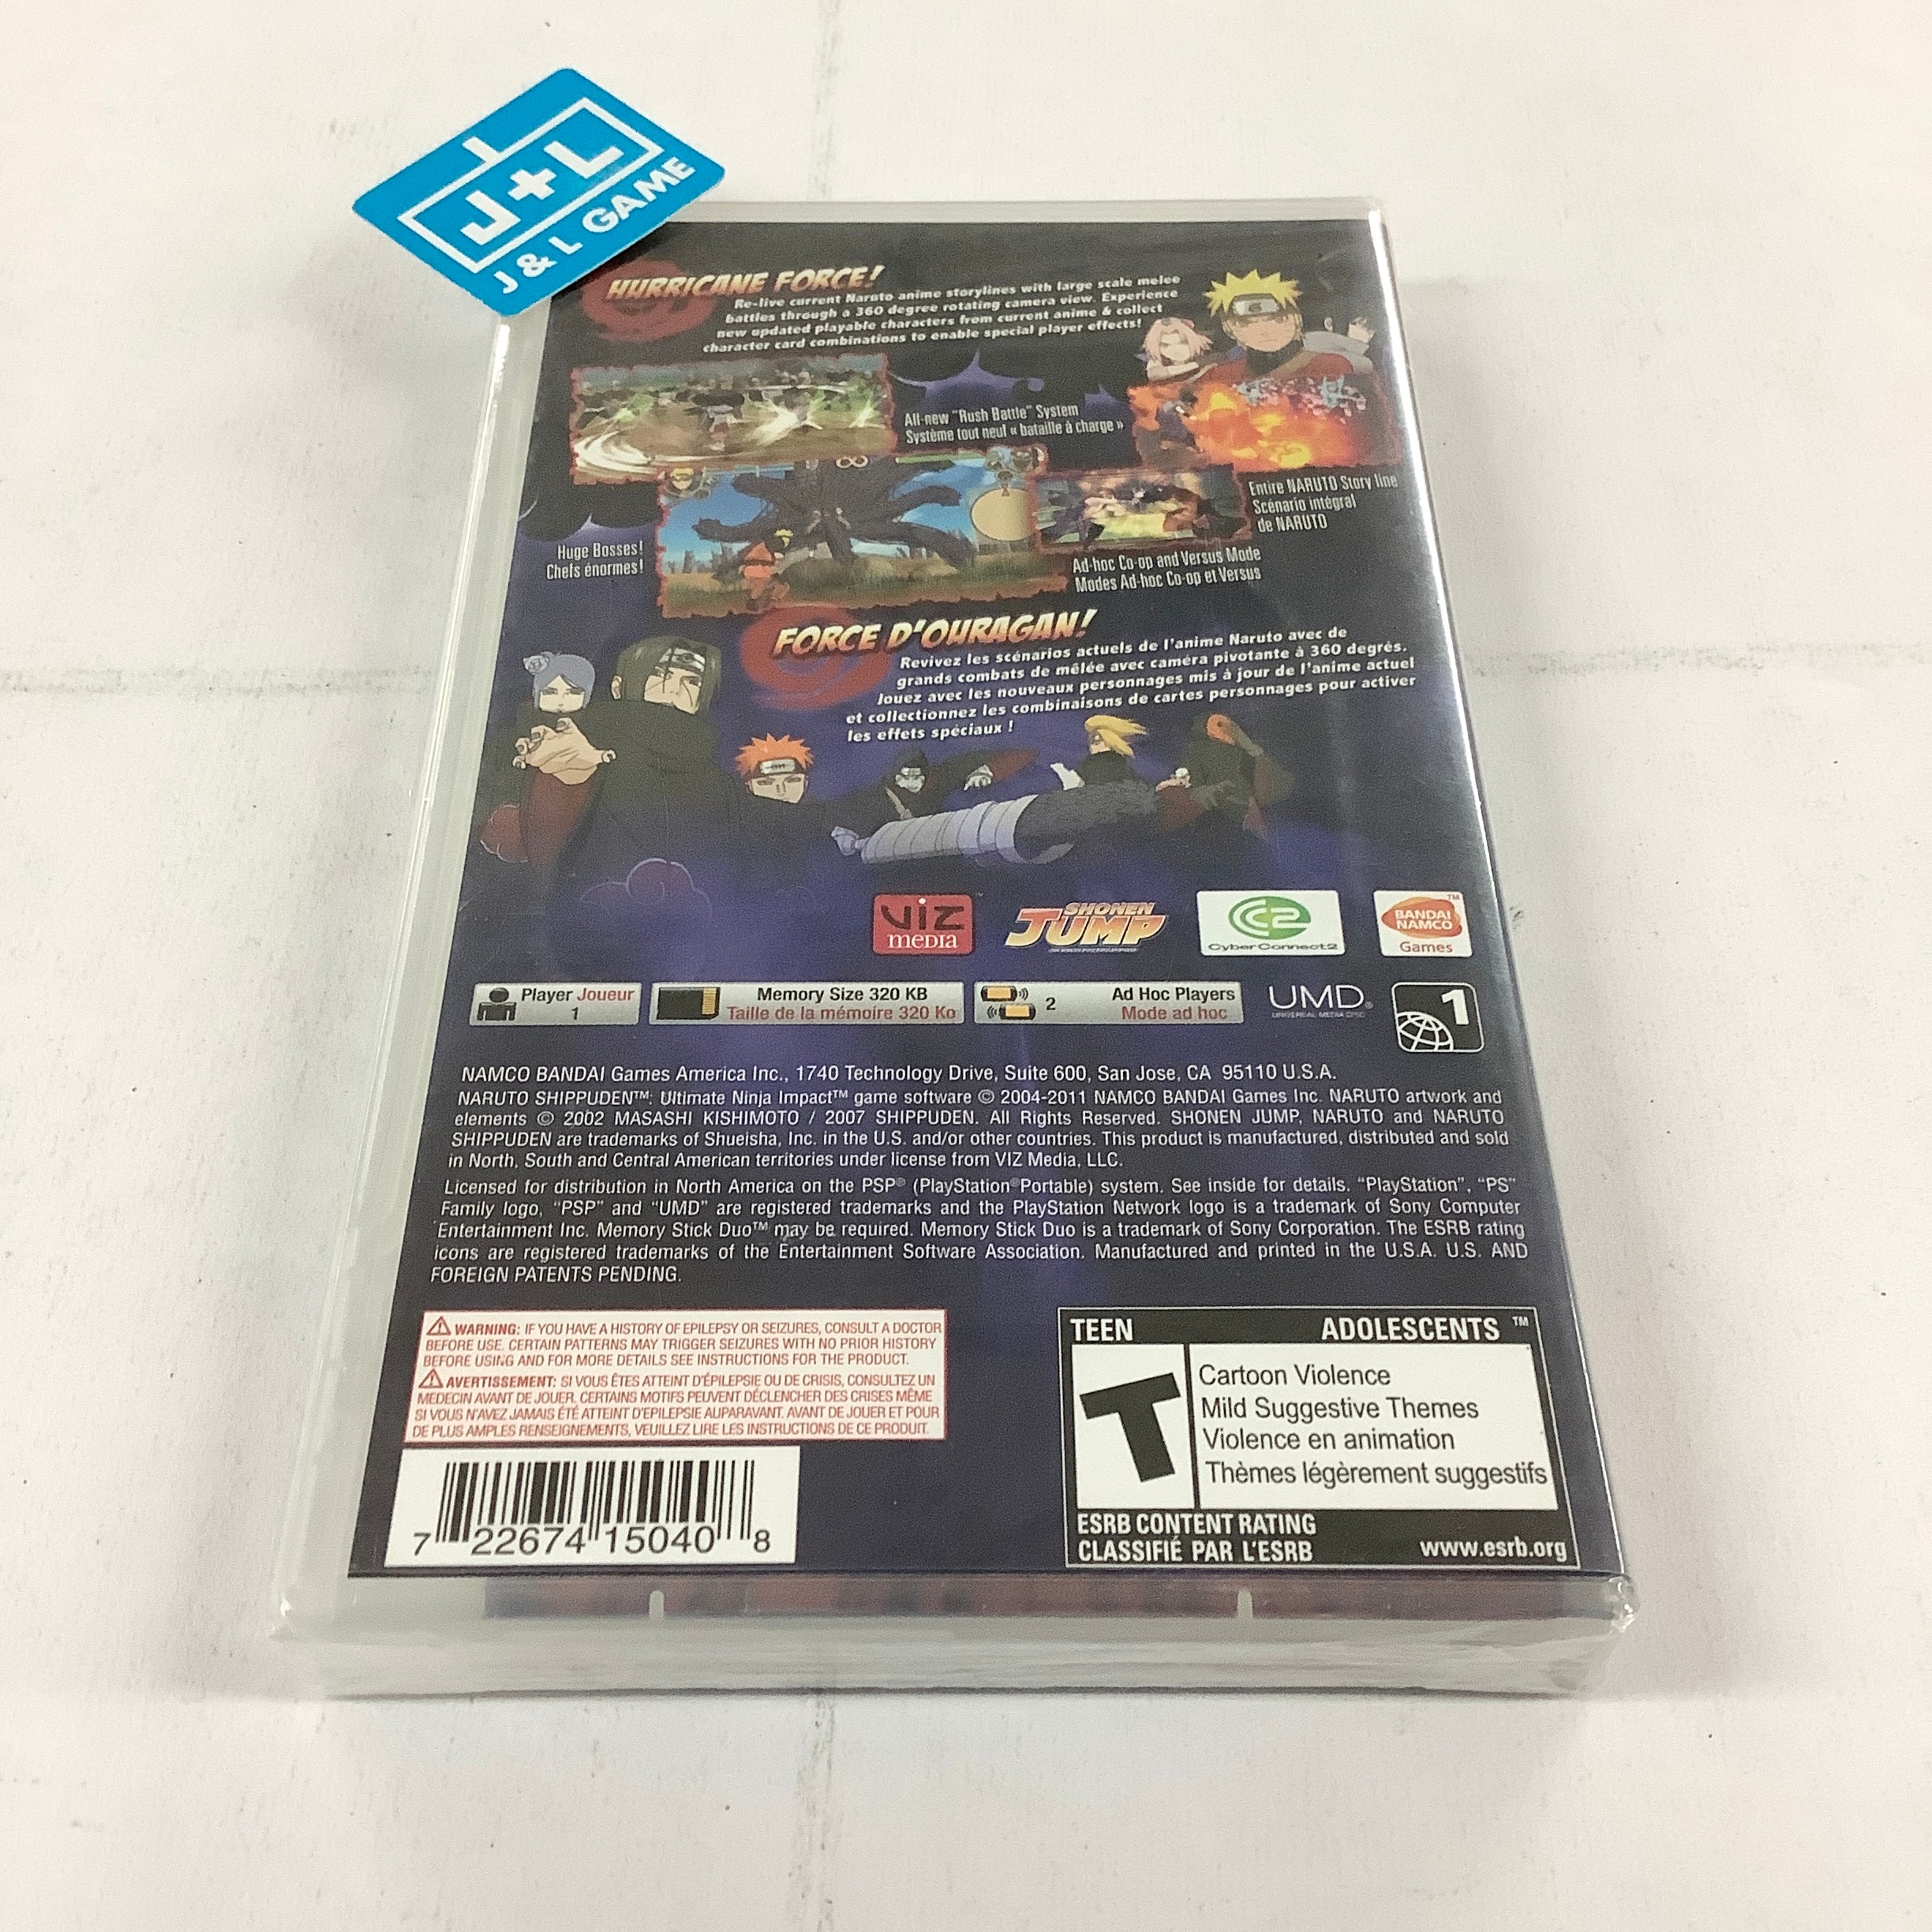 J+L
J & L GAME
HURRICANE FORCE!
Re-live current Naruto anime storylines with large scale melee
battles through a 360 degree rotating camera view. Experience
new updated playable characters from current anime & collect
character card combinations to enable special player effects!
All-new "Rush Battle" System
Système tout neuf « bataille à charge »
Entire NARUTO Story line
Scénario intégral
de NARUTO
Huge Bosses!
Chefs énormes!
Ad-hoc Co-op and Versus Mode
Modes Ad-hoc Co-op et Versus
FORCE D'OURAGAN!
Revivez les scénarios actuels de l'anime Naruto avec de
grands combats de mêlée avec caméra pivotante à 360 degrés.
Jouez avec les nouveaux personnages mis à jour de l'anime actuel
et collectionnez les combinaisons de cartes personnages pour activer
les effets spéciaux !
VIZ
MEDIA
SHONEN
JUMP
C2
CyberConnect2
BANDAI
NAMCO
Games
TM
Player Joueur
1
Memory Size 320 KB
Taille de la mémoire 320 Ko
2
Ad Hoc Players
Mode ad hoc
UMD®
UNIVERSAL MEDIA DISC
1
NAMCO BANDAI Games America Inc., 1740 Technology Drive, Suite 600, San Jose, CA 95110 U.S.A.
NARUTO SHIPPUDEN™: Ultimate Ninja Impact™ game software © 2004-2011 NAMCO BANDAI Games Inc. NARUTO artwork and
elements © 2002 MASASHI KISHIMOTO / 2007 SHIPPUDEN. All Rights Reserved. SHONEN JUMP, NARUTO and NARUTO
SHIPPUDEN are trademarks of Shueisha, Inc. in the U.S. and/or other countries. This product is manufactured, distributed and sold
in North, South and Central American territories under license from VIZ Media, LLC.
Licensed for distribution in North America on the PSP® (PlayStation®Portable) system. See inside for details. "PlayStation", "PS"
Family logo, "PSP" and "UMD" are registered trademarks and the PlayStation Network logo is a trademark of Sony Computer
Entertainment Inc. Memory Stick Duo™ may be required. Memory Stick Duo is a trademark of Sony Corporation. The ESRB rating
icons are registered trademarks of the Entertainment Software Association. Manufactured and printed in the U.S.A. U.S. AND
FOREIGN PATENTS PENDING.
WARNING: IF YOU HAVE A HISTORY OF EPILEPSY OR SEIZURES, CONSULT A DOCTOR
BEFORE USE. CERTAIN PATTERNS MAY TRIGGER SEIZURES WITH NO PRIOR HISTORY
BEFORE USING AND FOR MORE DETAILS SEE INSTRUCTIONS FOR THE PRODUCT.
AVERTISSEMENT: SI VOUS ÊTES ATTEINT D'ÉPILEPSIE OU DE CRISIS, CONSULTEZ UN
MEDECIN AVANT DE JOUER. CERTAINS MOTIFS PEUVENT DÉCLENCHER DES CRISES MÊME
SI VOUS N'AVEZ JAMAIS ÉTÉ ATTEINT D'EPILEPSIE AUPARAVANT. AVANT DE JOUER ET POUR
DE PLUS AMPLES RENSEIGNEMENTS, VEUILLEZ LIRE LES INSTRUCTIONS DE CE PRODUIT.
7 22674 15040 8
TEEN ADOLESCENTS ™
T
Cartoon Violence
Mild Suggestive Themes
Violence en animation
Thèmes légèrement suggestifs
ESRB CONTENT RATING
CLASSIFIÉ PAR L'ESRB www.esrb.org